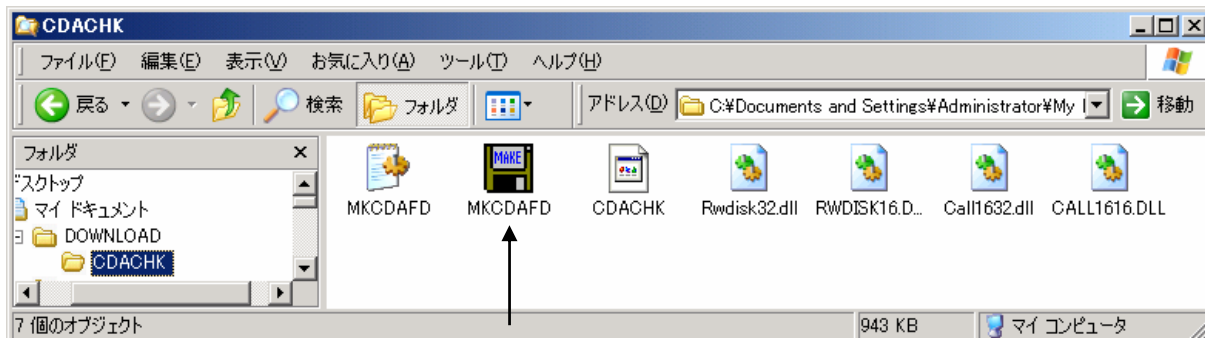 CDACHK
ファイル(F) 編集(E) 表示(V) お気に入り(A) ツール(T) ヘルプ(H)
戻る 検索 フォルダ アドレス(D) C:¥Documents and Settings¥Administrator¥My 移動
フォルダ ×
デスクトップ
マイ ドキュメント
DOWNLOAD
CDACHK
MAKE
MKCDAFD MKCDAFD CDACHK Rwdisk32.dll RWDISK16.D... Call1632.dll CALL1616.DLL
7 個のオブジェクト 943 KB マイ コンピュータ